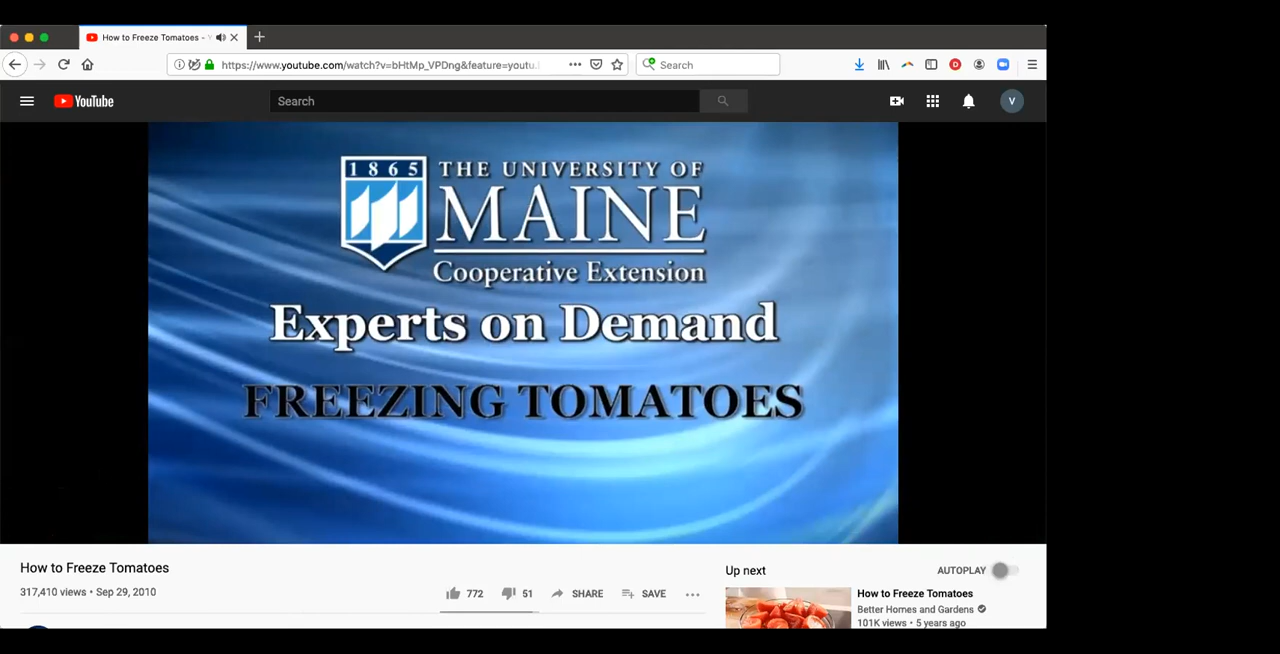 How to Freeze Tomatoes - Y
https://www.youtube.com/watch?v=bHtMp_VPDng&feature=youtu.
Search
YouTube
Search
V
1865
THE UNIVERSITY OF
MAINE
Cooperative Extension
Experts on Demand
FREEZING TOMATOES
How to Freeze Tomatoes
317,410 views • Sep 29, 2010
772
51
SHARE
SAVE
Up next
AUTOPLAY
How to Freeze Tomatoes
Better Homes and Gardens
101K views • 5 years ago